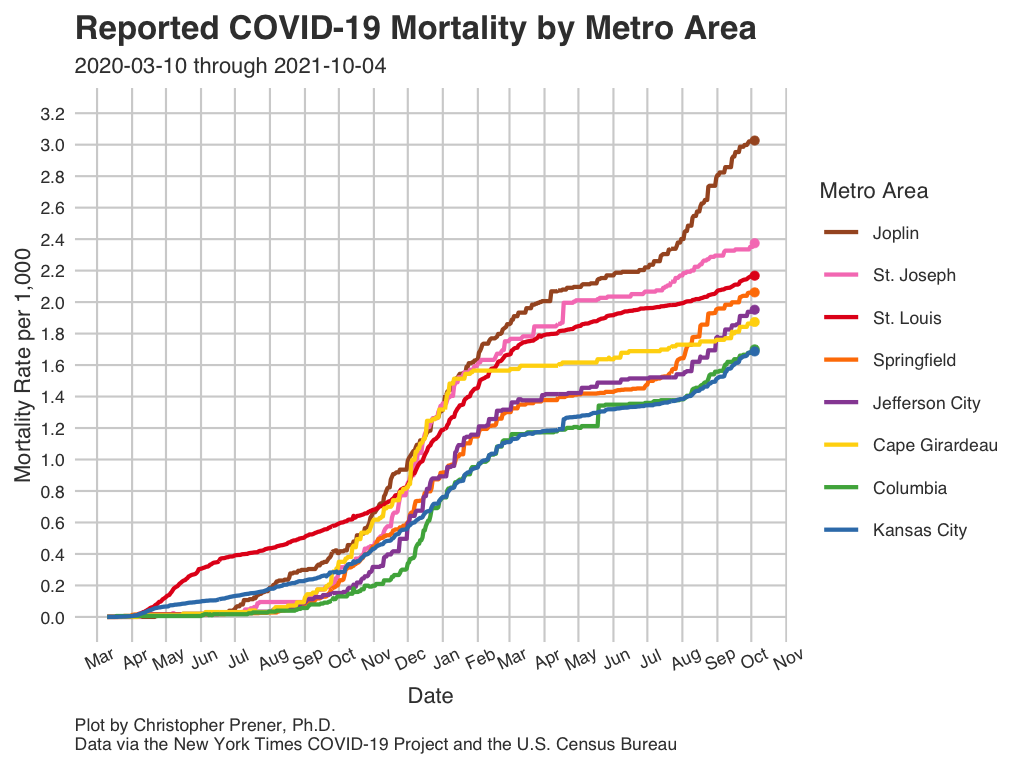 Reported COVID-19 Mortality by Metro Area
2020-03-10 through 2021-10-04
Mortality Rate per 1,000
3.2
3.0
2.8
2.6
2.4
2.2
2.0
1.8
1.6
1.4
1.2
1.0
0.8
0.6
0.4
0.2
0.0
Mar Apr May Jun Jul Aug Sep Oct Nov Dec Jan Feb Mar Apr May Jun Jul Aug Sep Oct Nov
Date
Metro Area
Joplin
St. Joseph
St. Louis
Springfield
Jefferson City
Cape Girardeau
Columbia
Kansas City
Plot by Christopher Prener, Ph.D.
Data via the New York Times COVID-19 Project and the U.S. Census Bureau